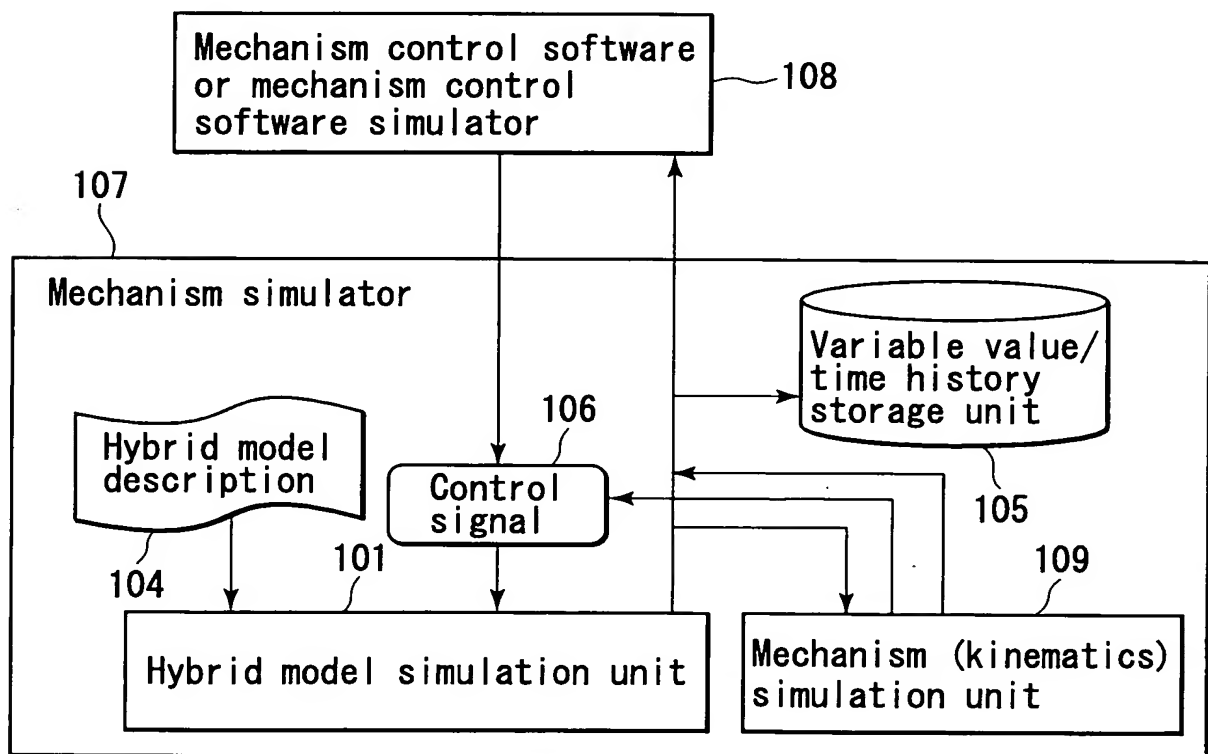 Mechanism control software
or mechanism control
software simulator
108
107
Mechanism simulator
Variable value/
time history
storage unit
105
106
Hybrid model
description
104
Control
signal
101
Hybrid model simulation unit
109
Mechanism (kinematics)
simulation unit